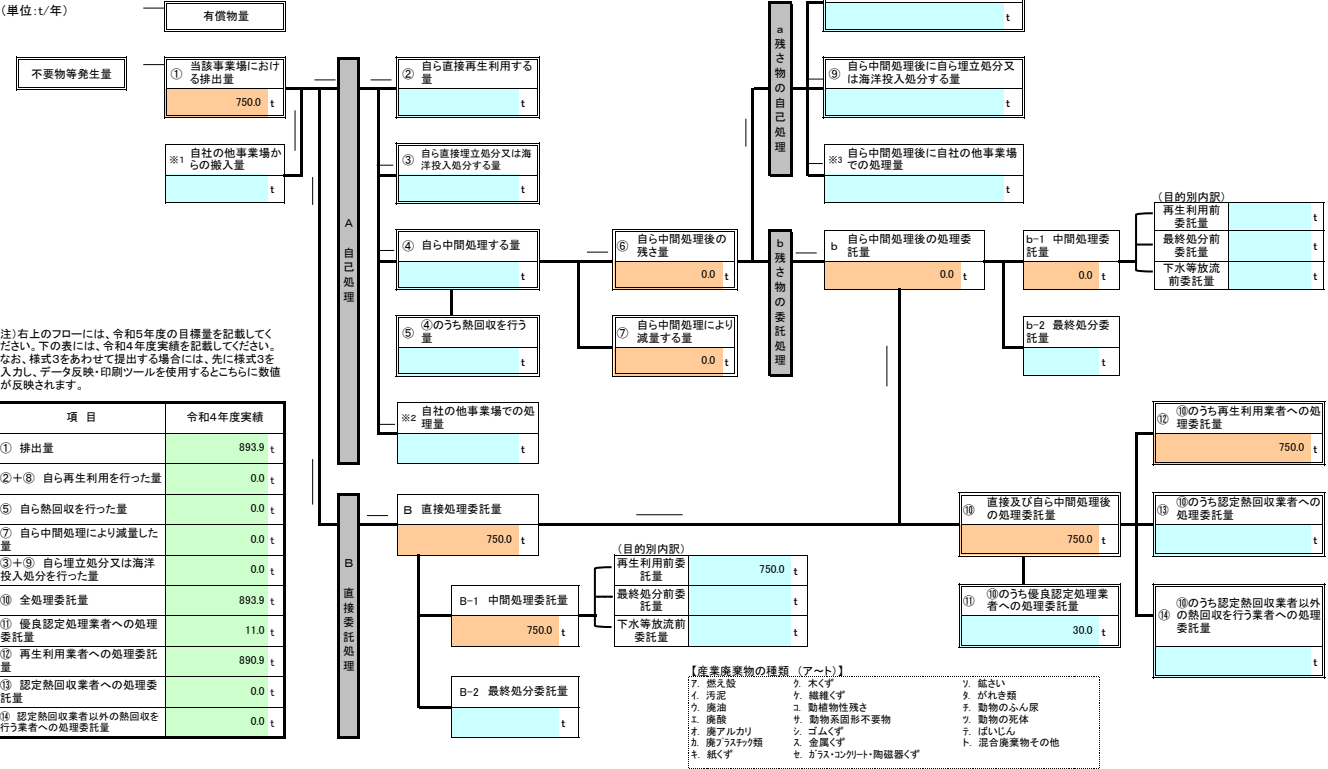 (単位:t/年)
有償物量
不要物等発生量
① 当該事業場におけ
る排出量
750.0 t
※1 自社の他事業場か
らの搬入量
t
A 自己処理
② 自ら直接再生利用する
量
t
③ 自ら直接埋立処分又は海
洋投入処分する量
t
④ 自ら中間処理する量
t
⑤ ④のうち熱回収を行う
量
t
※2 自社の他事業場での処
理量
t
⑥ 自ら中間処理後の
残さ量
0.0 t
⑦ 自ら中間処理により
減量する量
0.0 t
a 残さ物の自己処理
t
⑨ 自ら中間処理後に自ら埋立処分又
は海洋投入処分する量
t
※3 自ら中間処理後に自社の他事業場
での処理量
t
b 残さ物の委託処理
b 自ら中間処理後の処理委
託量
0.0 t
b-1 中間処理委
託量
0.0 t
b-2 最終処分委
託量
t
(目的別内訳)
再生利用前
委託量 t
最終処分前
委託量 t
下水等放流
前委託量 t
注)右上のフローには、令和5年度の目標量を記載してく
ださい。下の表には、令和4年度実績を記載してください。
なお、様式3をあわせて提出する場合には、先に様式3を
入力し、データ反映・印刷ツールを使用するとこちらに数値
が反映されます。
項 目 令和4年度実績
① 排出量 893.9 t
②+⑧ 自ら再生利用を行った量 0.0 t
⑤ 自ら熱回収を行った量 0.0 t
⑦ 自ら中間処理により減量した
量 0.0 t
③+⑨ 自ら埋立処分又は海洋
投入処分を行った量 0.0 t
⑩ 全処理委託量 893.9 t
⑪ 優良認定処理業者への処理
委託量 11.0 t
⑫ 再生利用業者への処理委託
量 890.9 t
⑬ 認定熱回収業者への処理委
託量 0.0 t
⑭ 認定熱回収業者以外の熱回収を
行う業者への処理委託量 0.0 t
B 直接委託処理
B 直接処理委託量
750.0 t
B-1 中間処理委託量
750.0 t
B-2 最終処分委託量
t
(目的別内訳)
再生利用前委
託量 750.0 t
最終処分前委
託量 t
下水等放流前
委託量 t
⑩ 直接及び自ら中間処理後
の処理委託量
750.0 t
⑪ ⑩のうち優良認定処理業
者への処理委託量
30.0 t
⑫ ⑩のうち再生利用業者への処
理委託量
750.0 t
⑬ ⑩のうち認定熱回収業者への
処理委託量
t
⑭ ⑩のうち認定熱回収業者以外
の熱回収を行う業者への処理
委託量
t
【産業廃棄物の種類 (ア~ト)】
ア. 燃え殻 ク. 木くず ソ. 鉱さい
イ. 汚泥 ケ. 繊維くず タ. がれき類
ウ. 廃油 コ. 動植物性残さ チ. 動物のふん尿
エ. 廃酸 サ. 動物系固形不要物 ツ. 動物の死体
オ. 廃アルカリ シ. ゴムくず テ. ばいじん
カ. 廃プラスチック類 ス. 金属くず ト. 混合廃棄物その他
キ. 紙くず セ. ガラス・コンクリート・陶磁器くず